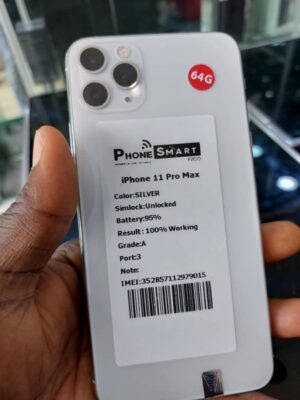 64G
PHONE SMART
iPhone 11 Pro Max
Color:SILVER
Simlock:Unlocked
Battery:95%
Result : 100% Working
Grade:A
Port:3
Note:
IMEI:352857112979015